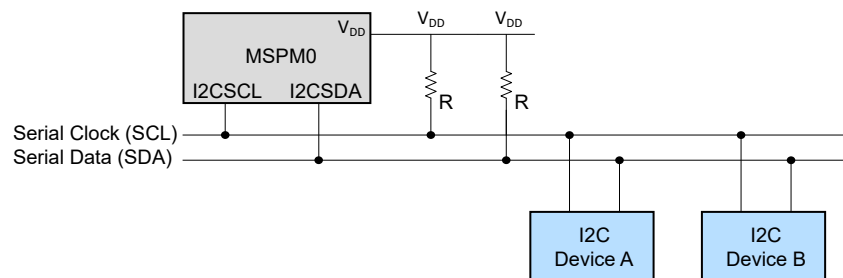 V_DD V_DD V_DD
MSPM0
I2CSCL I2CSDA
R R
Serial Clock (SCL)
Serial Data (SDA)
I2C I2C
Device A Device B